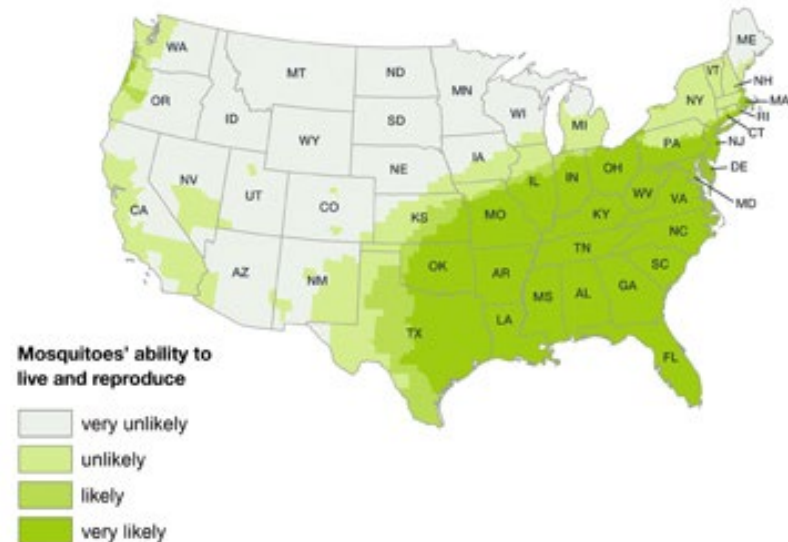 WA
ME
MT
ND
VT
MN
NH
OR
MA
ID
WI
NY
SD
RI
MI
WY
CT
PA
IA
NJ
NE
OH
NV
IL
IN
DE
UT
CO
WV
MD
CA
VA
KS
MO
KY
NC
TN
OK
AZ
NM
AR
SC
MS
AL
GA
TX
LA
FL
Mosquitoes' ability to
live and reproduce
very unlikely
unlikely
likely
very likely